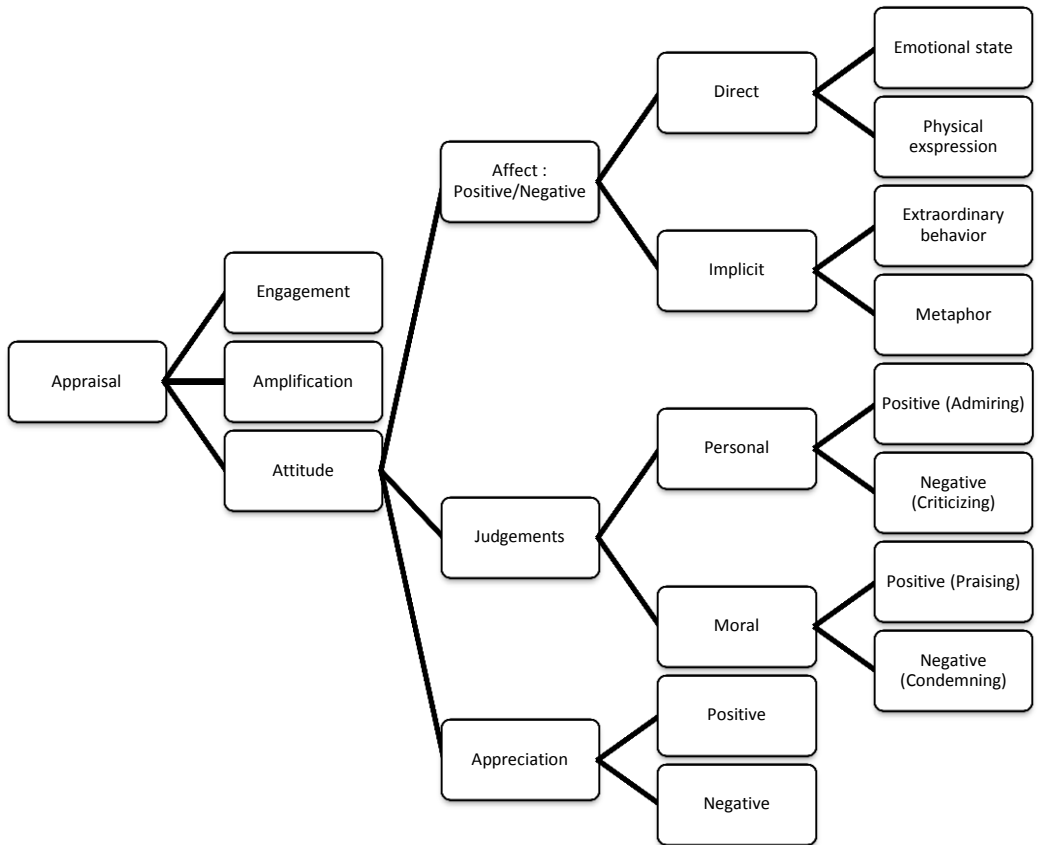 Appraisal
Engagement
Amplification
Attitude
Affect :
Positive/Negative
Direct
Emotional state
Physical
exspression
Implicit
Extraordinary
behavior
Metaphor
Judgements
Personal
Positive (Admiring)
Negative
(Criticizing)
Moral
Positive (Praising)
Negative
(Condemning)
Appreciation
Positive
Negative